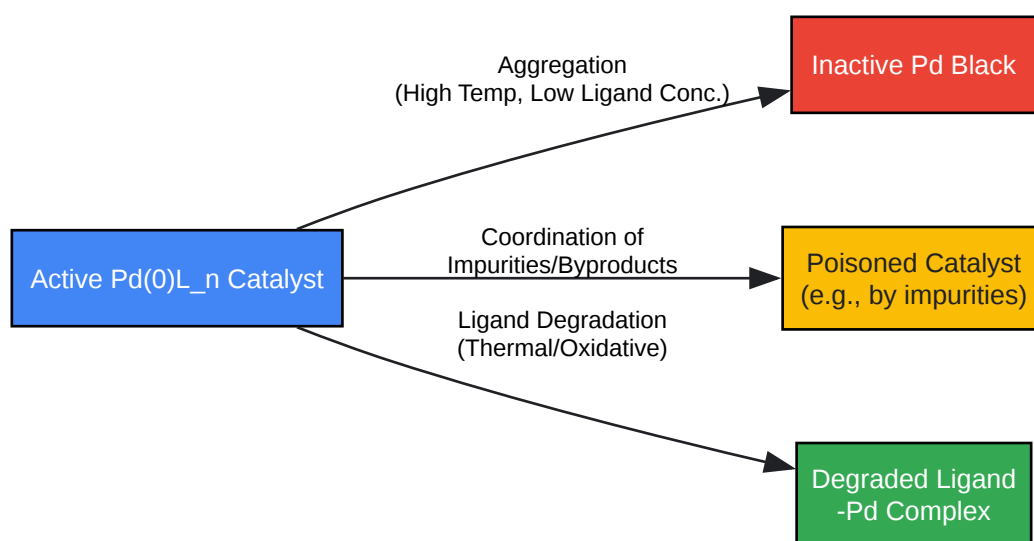 Aggregation
(High Temp, Low Ligand Conc.)
Inactive Pd Black
Active Pd(0)L_n Catalyst
Coordination of
Impurities/Byproducts
Poisoned Catalyst
(e.g., by impurities)
Ligand Degradation
(Thermal/Oxidative)
Degraded Ligand
-Pd Complex